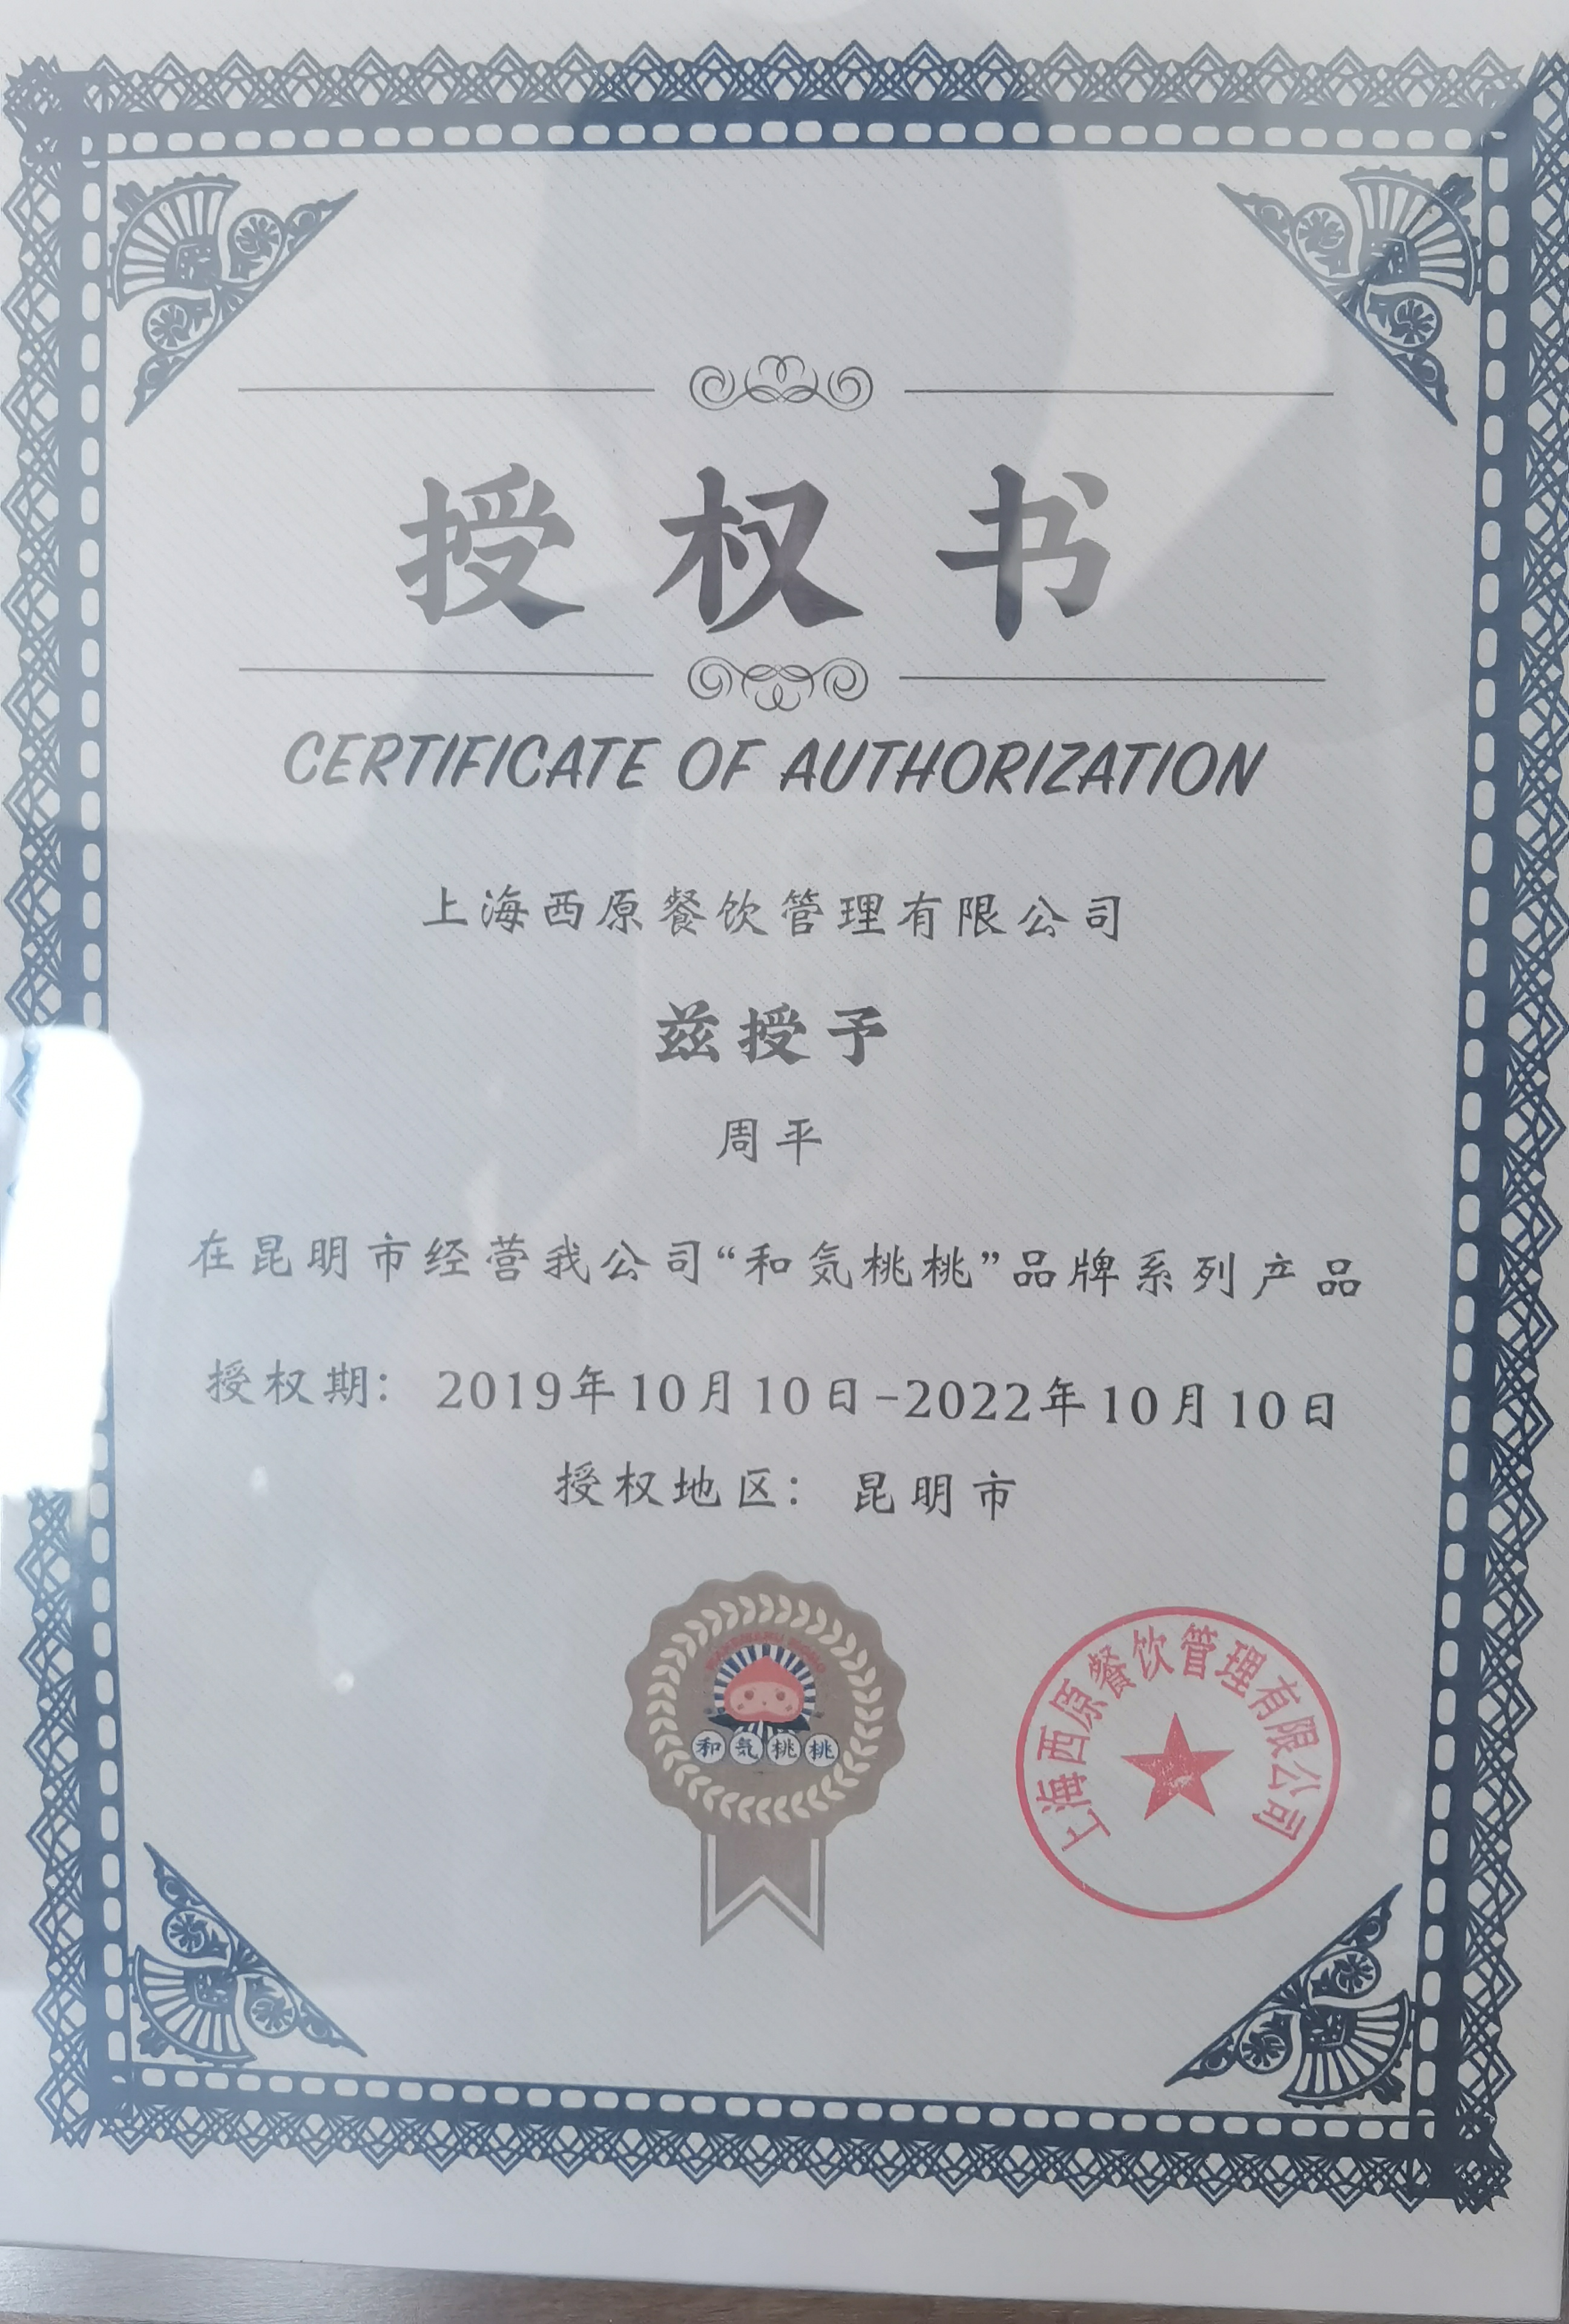 授权书
CERTIFICATE OF AUTHORIZATION
上海西原餐饮管理有限公司
兹授予
周平
在昆明市经营我公司“和気桃桃”品牌系列产品
授权期： 2019年10月10日-2022年10月10日
授权地区： 昆明市
和気桃桃
上海西原餐饮管理有限公司